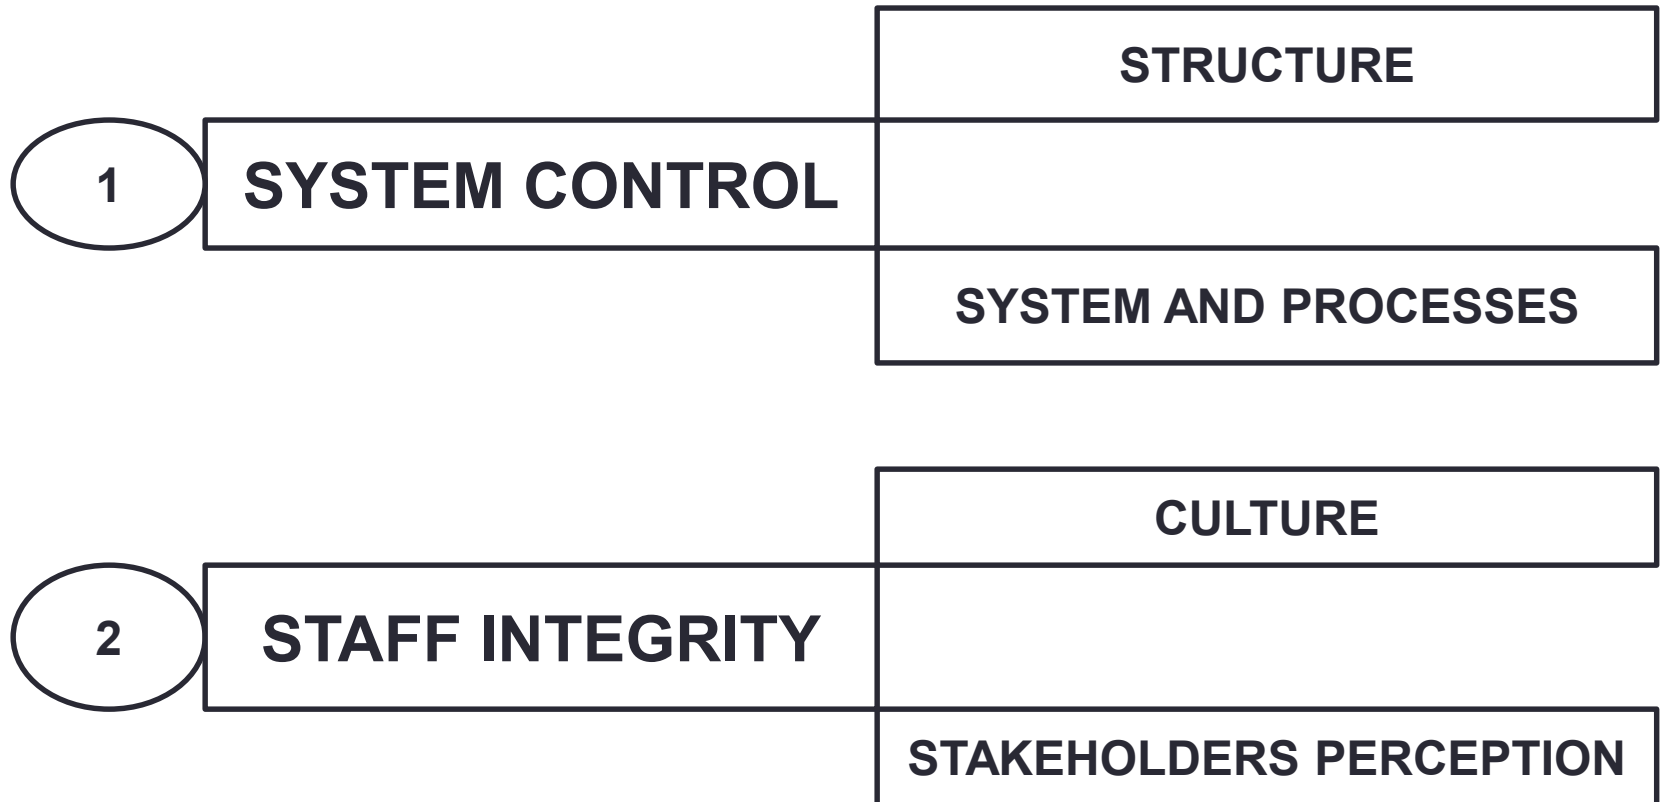 STRUCTURE
1
SYSTEM CONTROL
SYSTEM AND PROCESSES
CULTURE
2
STAFF INTEGRITY
STAKEHOLDERS PERCEPTION